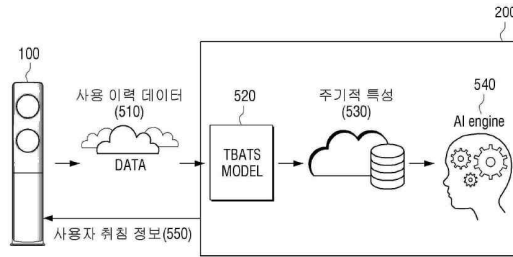 200
100
사용 이력 데이터
(510)
DATA
520
TBATS
MODEL
주기적 특성
(530)
540
AI engine
사용자 취침 정보(550)